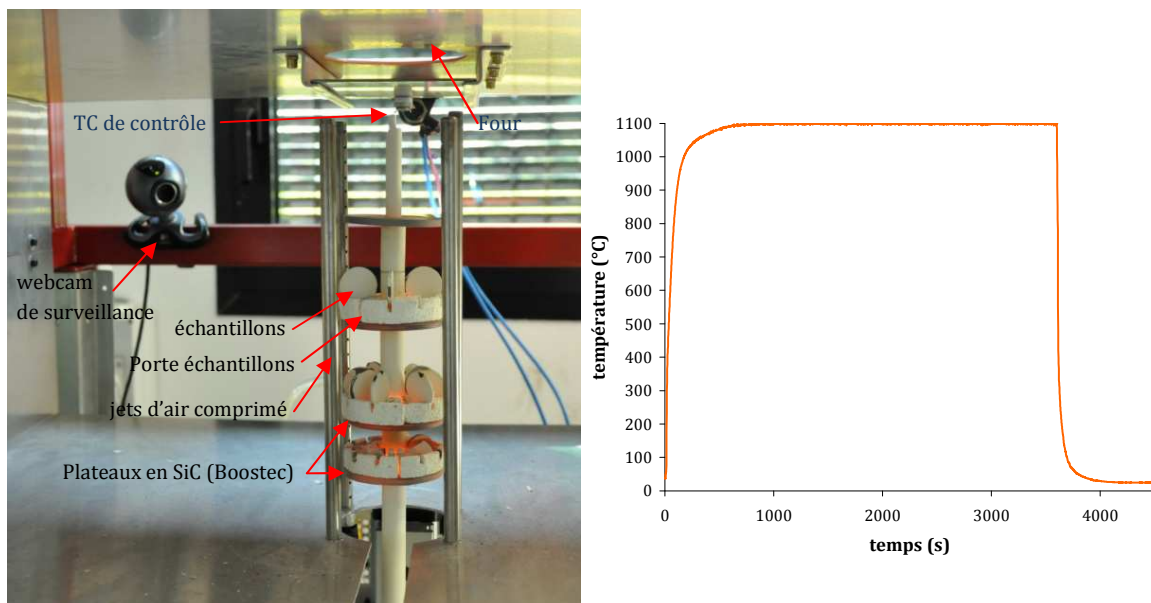 TC de contrôle
Four
webcam
de surveillance
échantillons
Porte échantillons
jets d'air comprimé
Plateaux en SiC (Boostec)
température (°C)
1100
1000
900
800
700
600
500
400
300
200
100
0
0 1000 2000 3000 4000
temps (s)